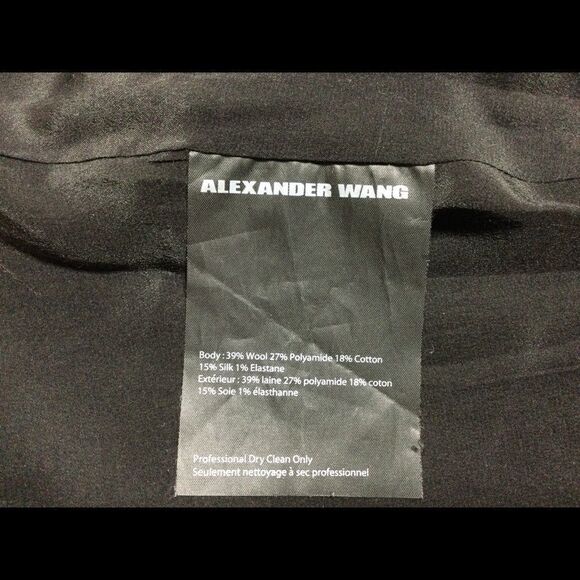 ALEXANDER WANG
Body : 39% Wool 27% Polyamide 18% Cotton
15% Silk 1% Elastane
Extérieur : 39% laine 27% polyamide 18% coton
15% Soie 1% élasthanne
Professional Dry Clean Only
Seulement nettoyage à sec professionnel